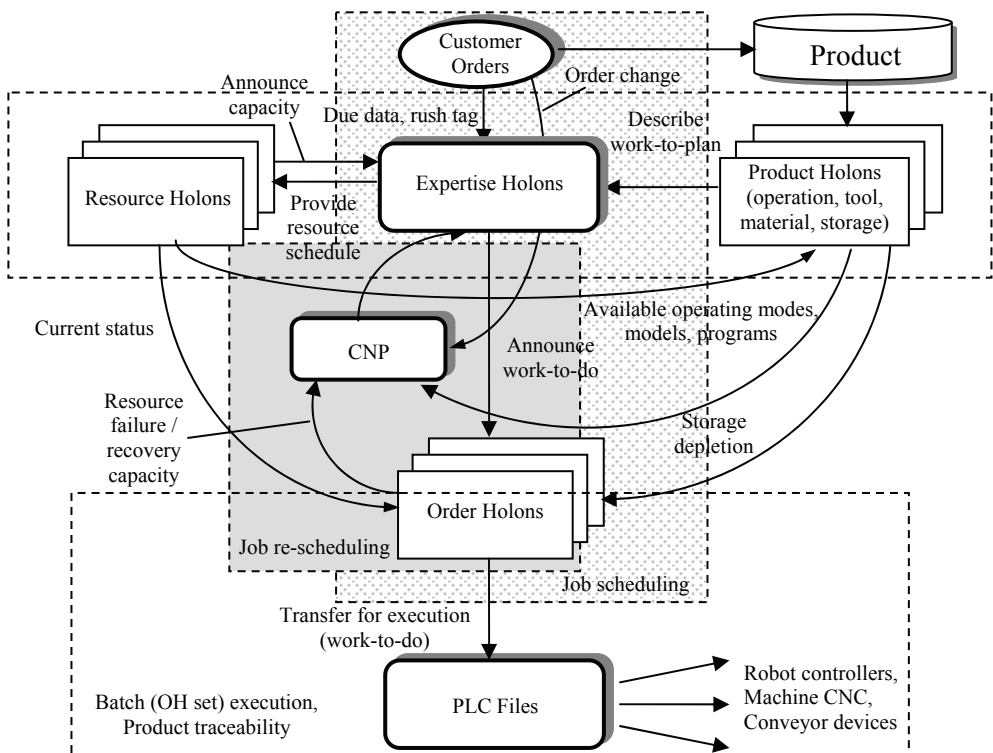 Customer
Orders
Product
Order change
Announce
capacity
Due data, rush tag
Describe
work-to-plan
Resource Holons
Expertise Holons
Product Holons
(operation, tool,
material, storage)
Provide
resource
schedule
Current status
Available operating modes,
models, programs
CNP
Announce
work-to-do
Resource
failure /
recovery
capacity
Storage
depletion
Order Holons
Job re-scheduling
Job scheduling
Transfer for execution
(work-to-do)
Batch (OH set) execution,
Product traceability
PLC Files
Robot controllers,
Machine CNC,
Conveyor devices